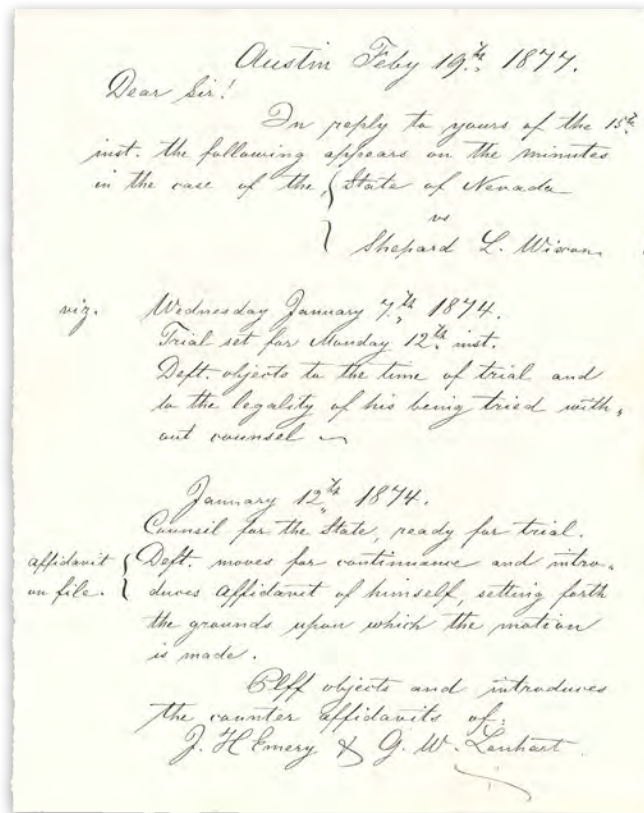 Austin Feby 19th 1877.
Dear Sir!
In reply to yours of the 15th
inst. the following appears on the minutes
in the case of the, { State of Nevada
vs
Shepard L. Wixon
viz. Wednesday January 7th 1874.
Trial set for Monday 12th inst.
Deft. objects to the time of trial and
to the legality of his being tried with,
out counsel
January 12th 1874.
Counsil for the State, ready for trial.
affidavit on file. { Deft. moves for continuance and intro,
duces affidavit of himself, setting forth
the grounds upon which the motion
is made.
Plff objects and introduces
the counter affidavits of:
J. H Emery & G. W. Lenhart